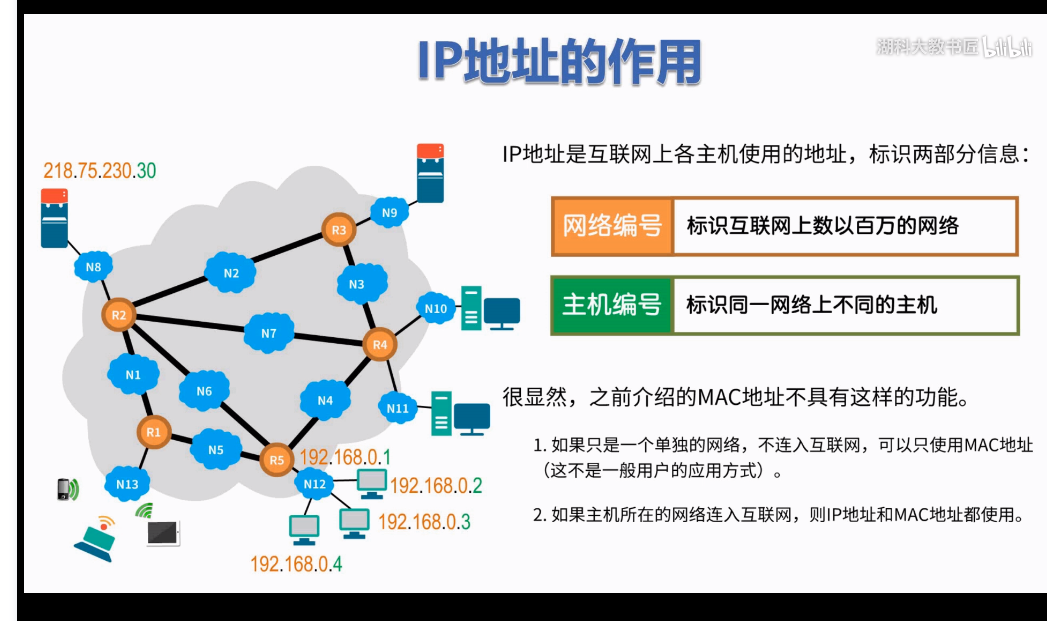 IP地址的作用
湖科大教书匠 bilibili
218.75.230.30
IP地址是互联网上各主机使用的地址，标识两部分信息：
网络编号 标识互联网上数以百万的网络
主机编号 标识同一网络上不同的主机
很显然，之前介绍的MAC地址不具有这样的功能。
1. 如果只是一个单独的网络，不连入互联网，可以只使用MAC地址
（这不是一般用户的应用方式）。
2. 如果主机所在的网络连入互联网，则IP地址和MAC地址都使用。
N9
R3
N8
N2
N3
R2
N10
N7
R4
N1
N6
N4
N11
R1
N5
R5
192.168.0.1
N13
N12
192.168.0.2
192.168.0.3
192.168.0.4